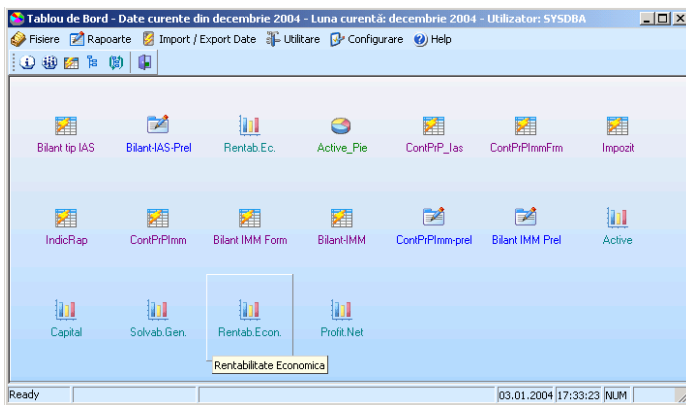 Tablou de Bord - Date curente din decembrie 2004 - Luna curentă: decembrie 2004 - Utilizator: SYSDBA
Fisiere Rapoarte Import / Export Date Utilitare Configurare Help
Bilant tip IAS Bilant-IAS-Prel Rentab.Ec. Active_Pie ContPrP_Ias ContPrPImmFrm Impozit
IndicRap ContPrPImm Bilant IMM Form Bilant-IMM ContPrPImm-prel Bilant IMM Prel Active
Capital Solvab.Gen. Rentab.Econ. Profit.Net
Rentabilitate Economica
Ready 03.01.2004 17:33:23 NUM